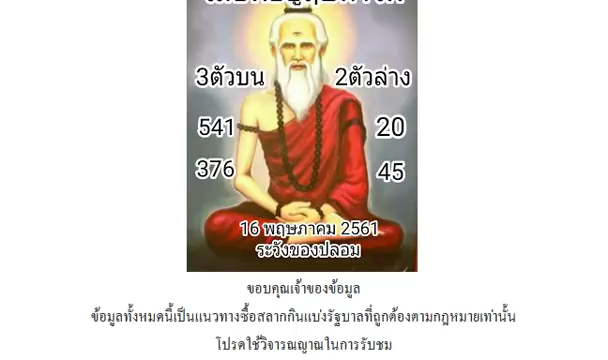 3ตัวบน 2ตัวล่าง
541 20
376 45
16 พฤษภาคม 2561
ระวังของปลอม
ขอบคุณเจ้าของข้อมูล
ข้อมูลทั้งหมดนี้เป็นแนวทางซื้อสลากกินแบ่งรัฐบาลที่ถูกต้องตามกฎหมายเท่านั้น
โปรดใช้วิจารณญาณในการรับชม